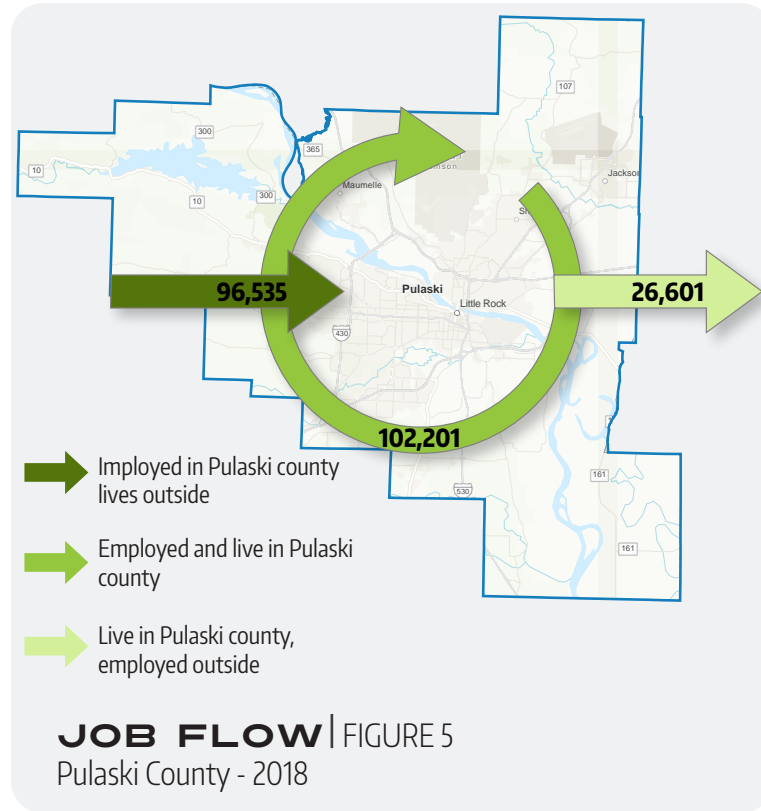 107
300
365
10
Maumelle
Jackson
300
10
96,535
Pulaski
26,601
Little Rock
430
102,201
Imployed in Pulaski county
lives outside
161
530
Employed and live in Pulaski
county
161
Live in Pulaski county,
employed outside
JOB FLOW | FIGURE 5
Pulaski County - 2018